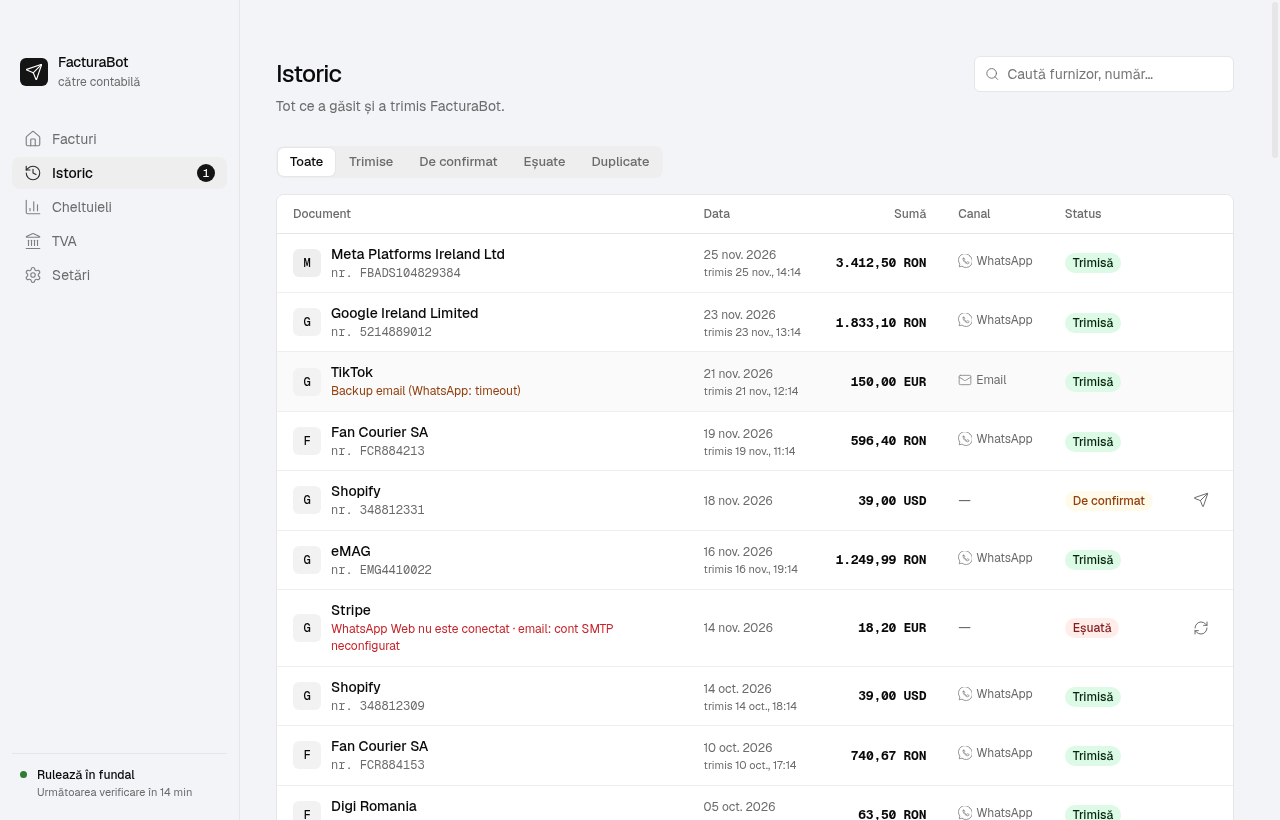 FacturaBot
către contabilă
Facturi
Istoric
1
Cheltuieli
TVA
Setări
Rulează în fundal
Următoarea verificare în 14 min
Istoric
Tot ce a găsit și a trimis FacturaBot.
Caută furnizor, număr...
Toate Trimise De confirmat Eșuate Duplicate
Document Data Sumă Canal Status
M Meta Platforms Ireland Ltd 25 nov. 2026 3.412,50 RON WhatsApp Trimisă
nr. FBADS104829384 trimis 25 nov., 14:14
G Google Ireland Limited 23 nov. 2026 1.833,10 RON WhatsApp Trimisă
nr. 5214889012 trimis 23 nov., 13:14
G TikTok 21 nov. 2026 150,00 EUR Email Trimisă
Backup email (WhatsApp: timeout) trimis 21 nov., 12:14
F Fan Courier SA 19 nov. 2026 596,40 RON WhatsApp Trimisă
nr. FCR884213 trimis 19 nov., 11:14
G Shopify 18 nov. 2026 39,00 USD — De confirmat
nr. 348812331
G eMAG 16 nov. 2026 1.249,99 RON WhatsApp Trimisă
nr. EMG4410022 trimis 16 nov., 19:14
G Stripe 14 nov. 2026 18,20 EUR — Eșuată
WhatsApp Web nu este conectat · email: cont SMTP
neconfigurat
G Shopify 14 oct. 2026 39,00 USD WhatsApp Trimisă
nr. 348812309 trimis 14 oct., 18:14
F Fan Courier SA 10 oct. 2026 740,67 RON WhatsApp Trimisă
nr. FCR884153 trimis 10 oct., 17:14
F Digi Romania 05 oct. 2026 63,50 RON WhatsApp Trimisă